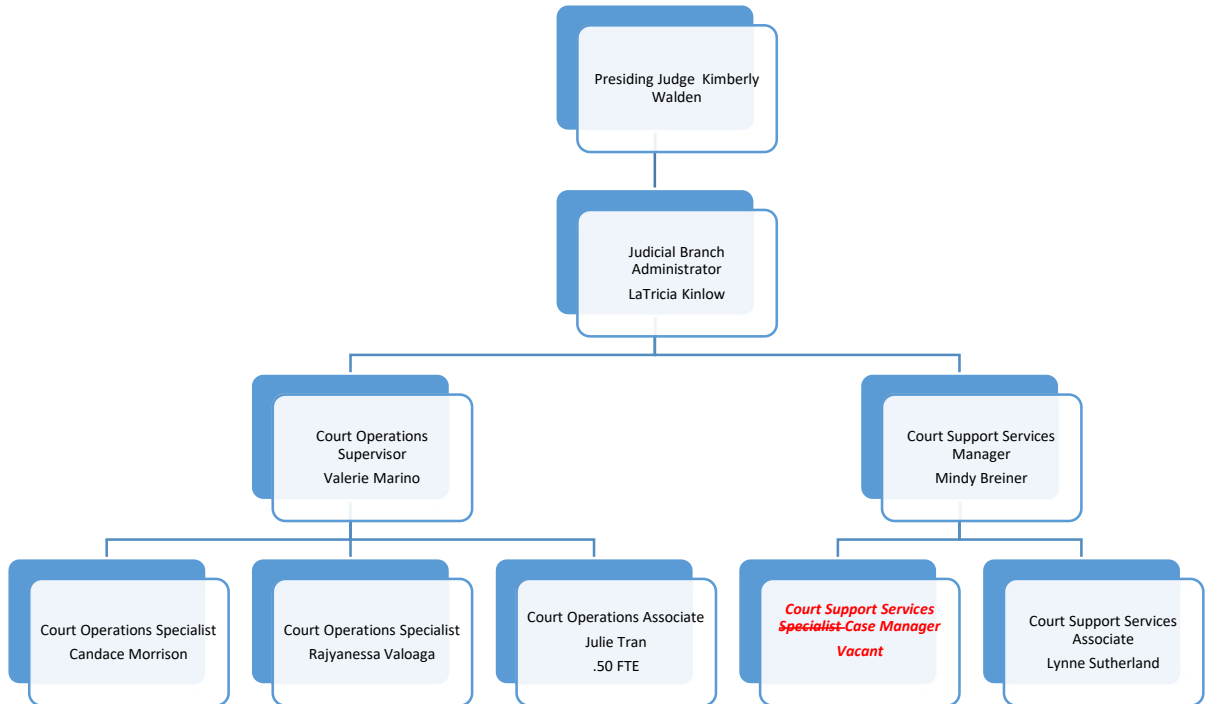 Presiding Judge Kimberly
Walden
Judicial Branch
Administrator
LaTricia Kinlow
Court Operations
Supervisor
Valerie Marino
Court Support Services
Manager
Mindy Breiner
Court Operations Specialist
Candace Morrison
Court Operations Specialist
Rajyanessa Valoaga
Court Operations Associate
Julie Tran
.50 FTE
Court Support Services
Specialist Case Manager
Vacant
Court Support Services
Associate
Lynne Sutherland